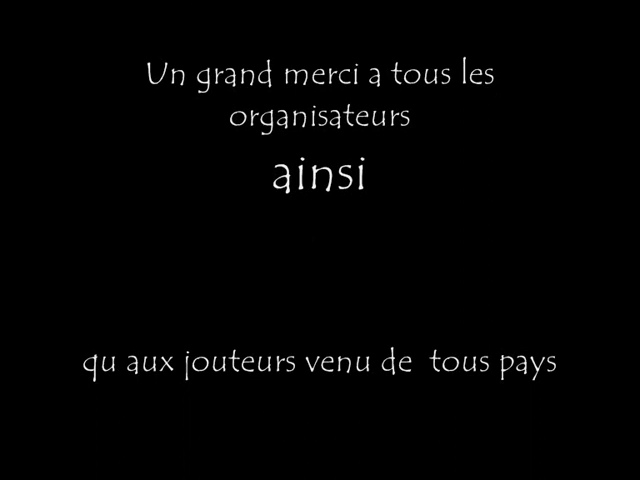 Un grand merci a tous les
organisateurs
ainsi
qu aux jouteurs venu de tous pays